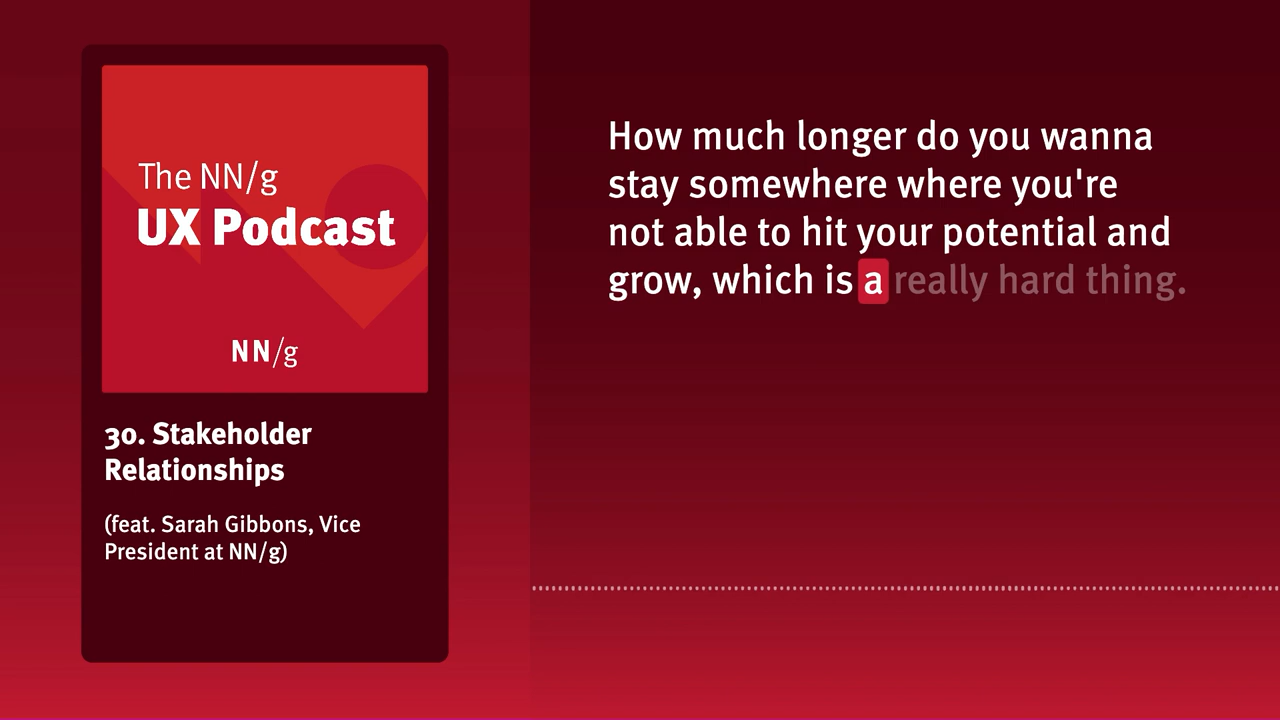 The NN/g
UX Podcast
NN/g
30. Stakeholder
Relationships
(feat. Sarah Gibbons, Vice
President at NN/g)
How much longer do you wanna
stay somewhere where you're
not able to hit your potential and
grow, which is a really hard thing.